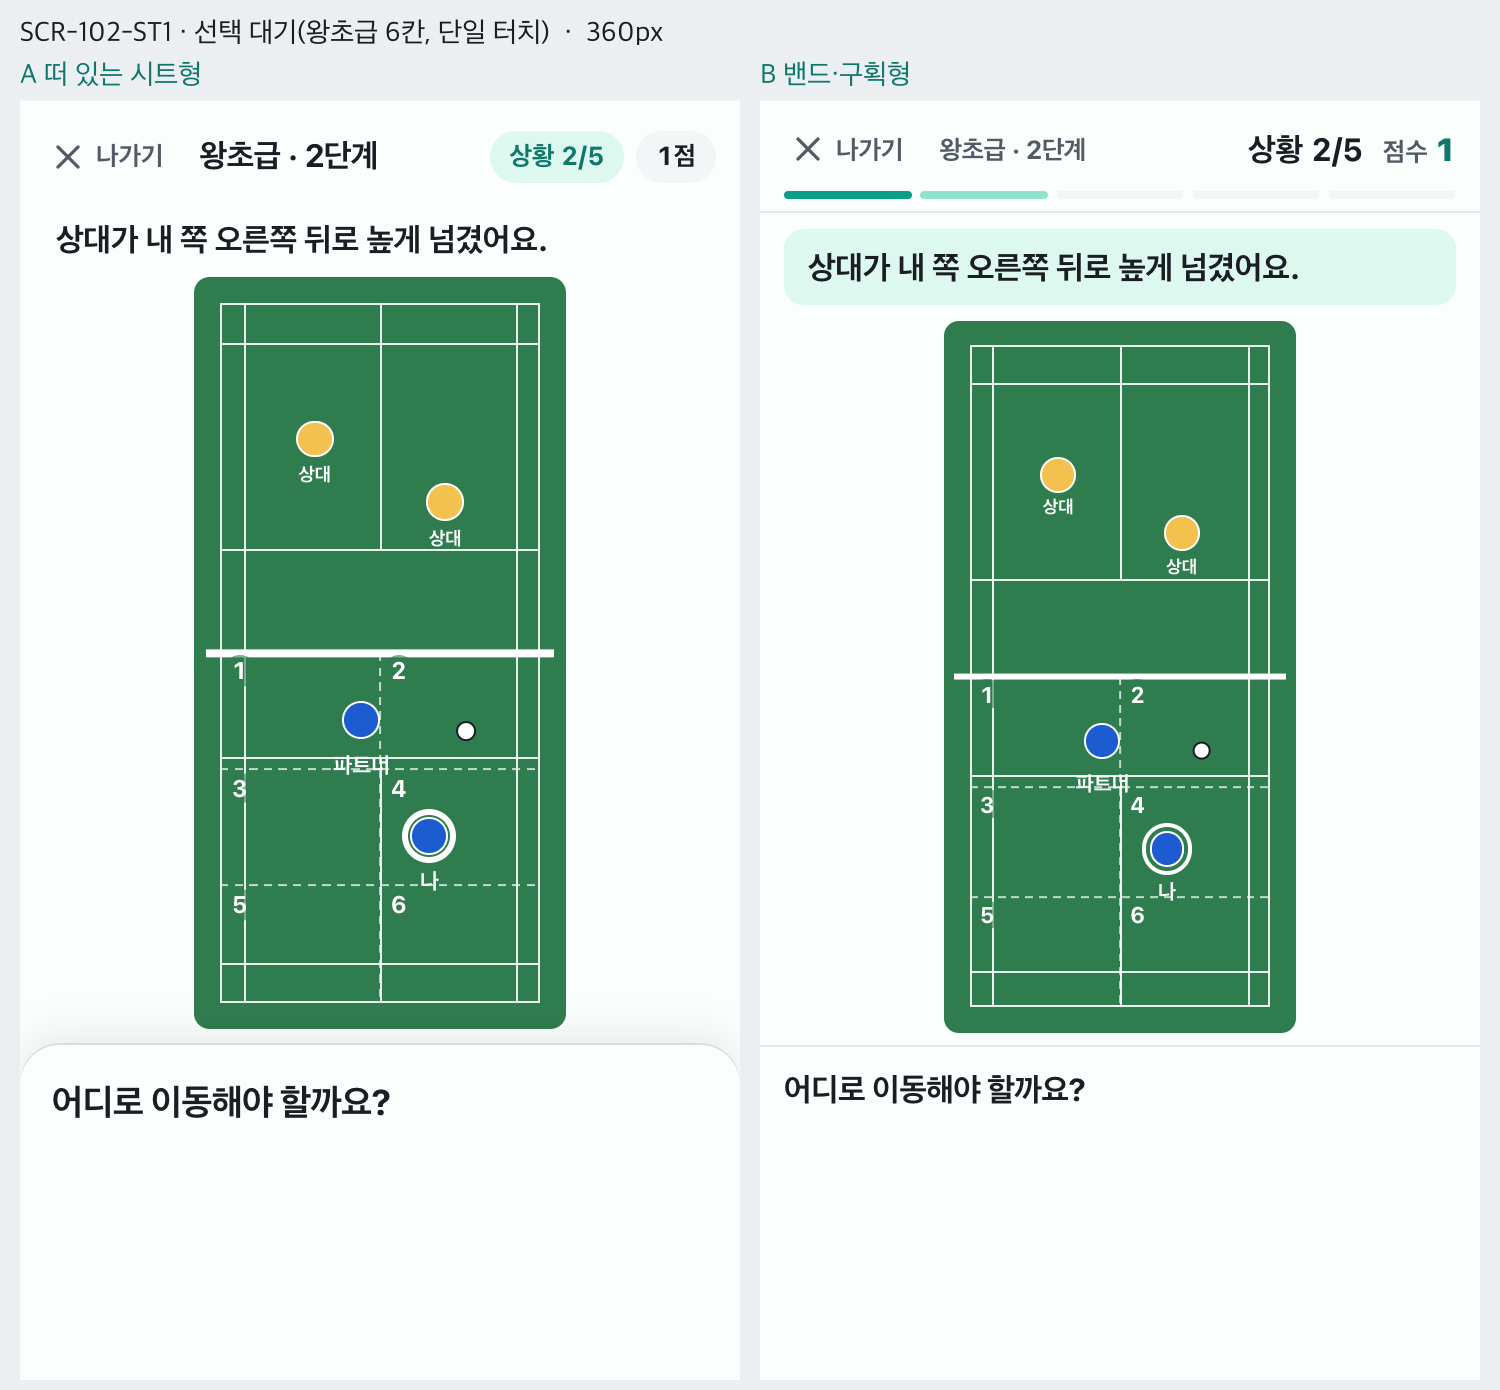 SCR-102-ST1 · 선택 대기(왕초급 6칸, 단일 터치) · 360px
A 떠 있는 시트형
나가기 왕초급 · 2단계 상황 2/5 1점
상대가 내 쪽 오른쪽 뒤로 높게 넘겼어요.
상대
상대
1 2
파트너
3 4
나
5 6
어디로 이동해야 할까요?
B 밴드·구획형
나가기 왕초급 · 2단계 상황 2/5 점수 1
상대가 내 쪽 오른쪽 뒤로 높게 넘겼어요.
상대
상대
1 2
파트너
3 4
나
5 6
어디로 이동해야 할까요?